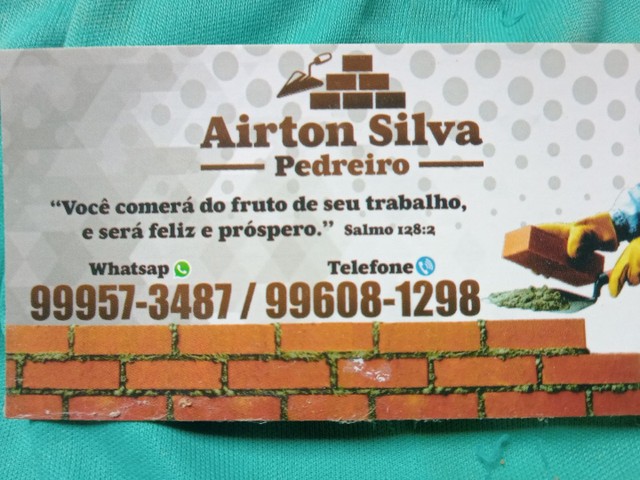 Airton Silva
Pedreiro
“Você comerá do fruto de seu trabalho,
e será feliz e próspero.” Salmo 128:2
Whatsap Telefone
99957-3487 / 99608-1298